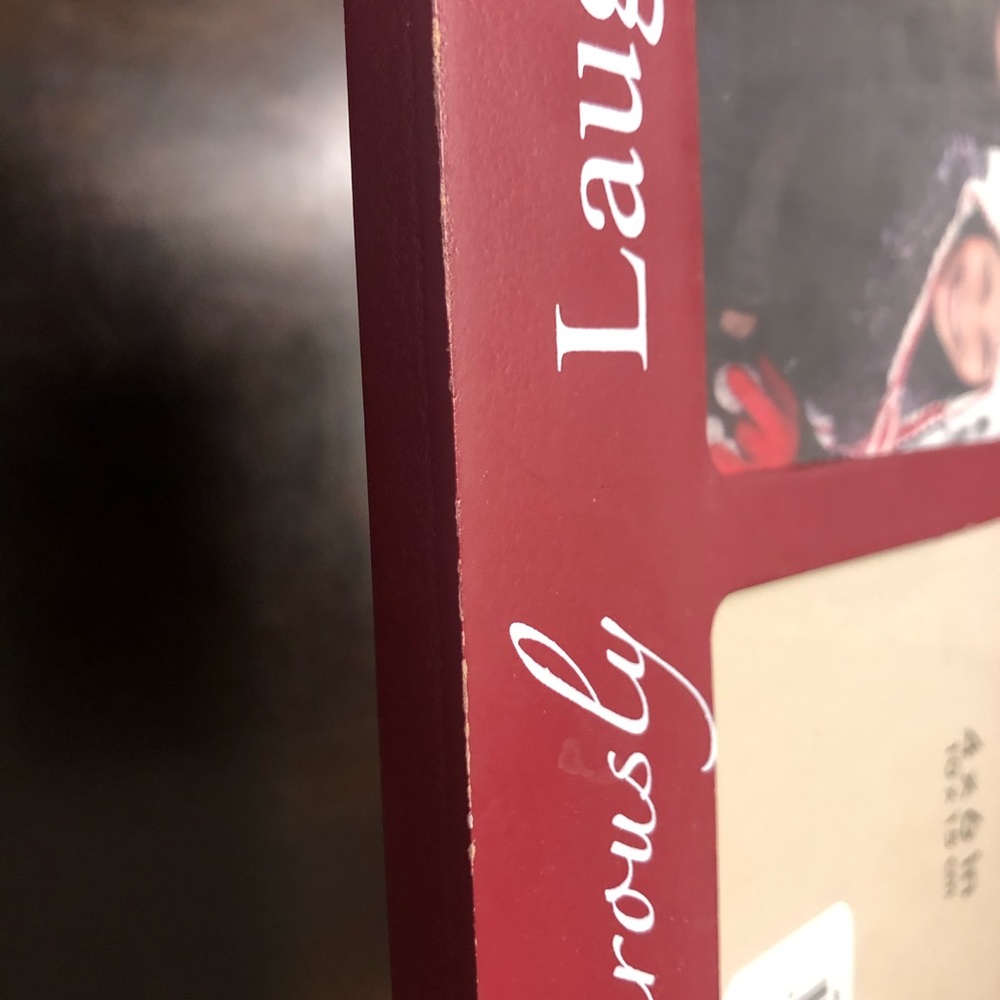 rously Laug
4 x 6 in
10 x 15 cm